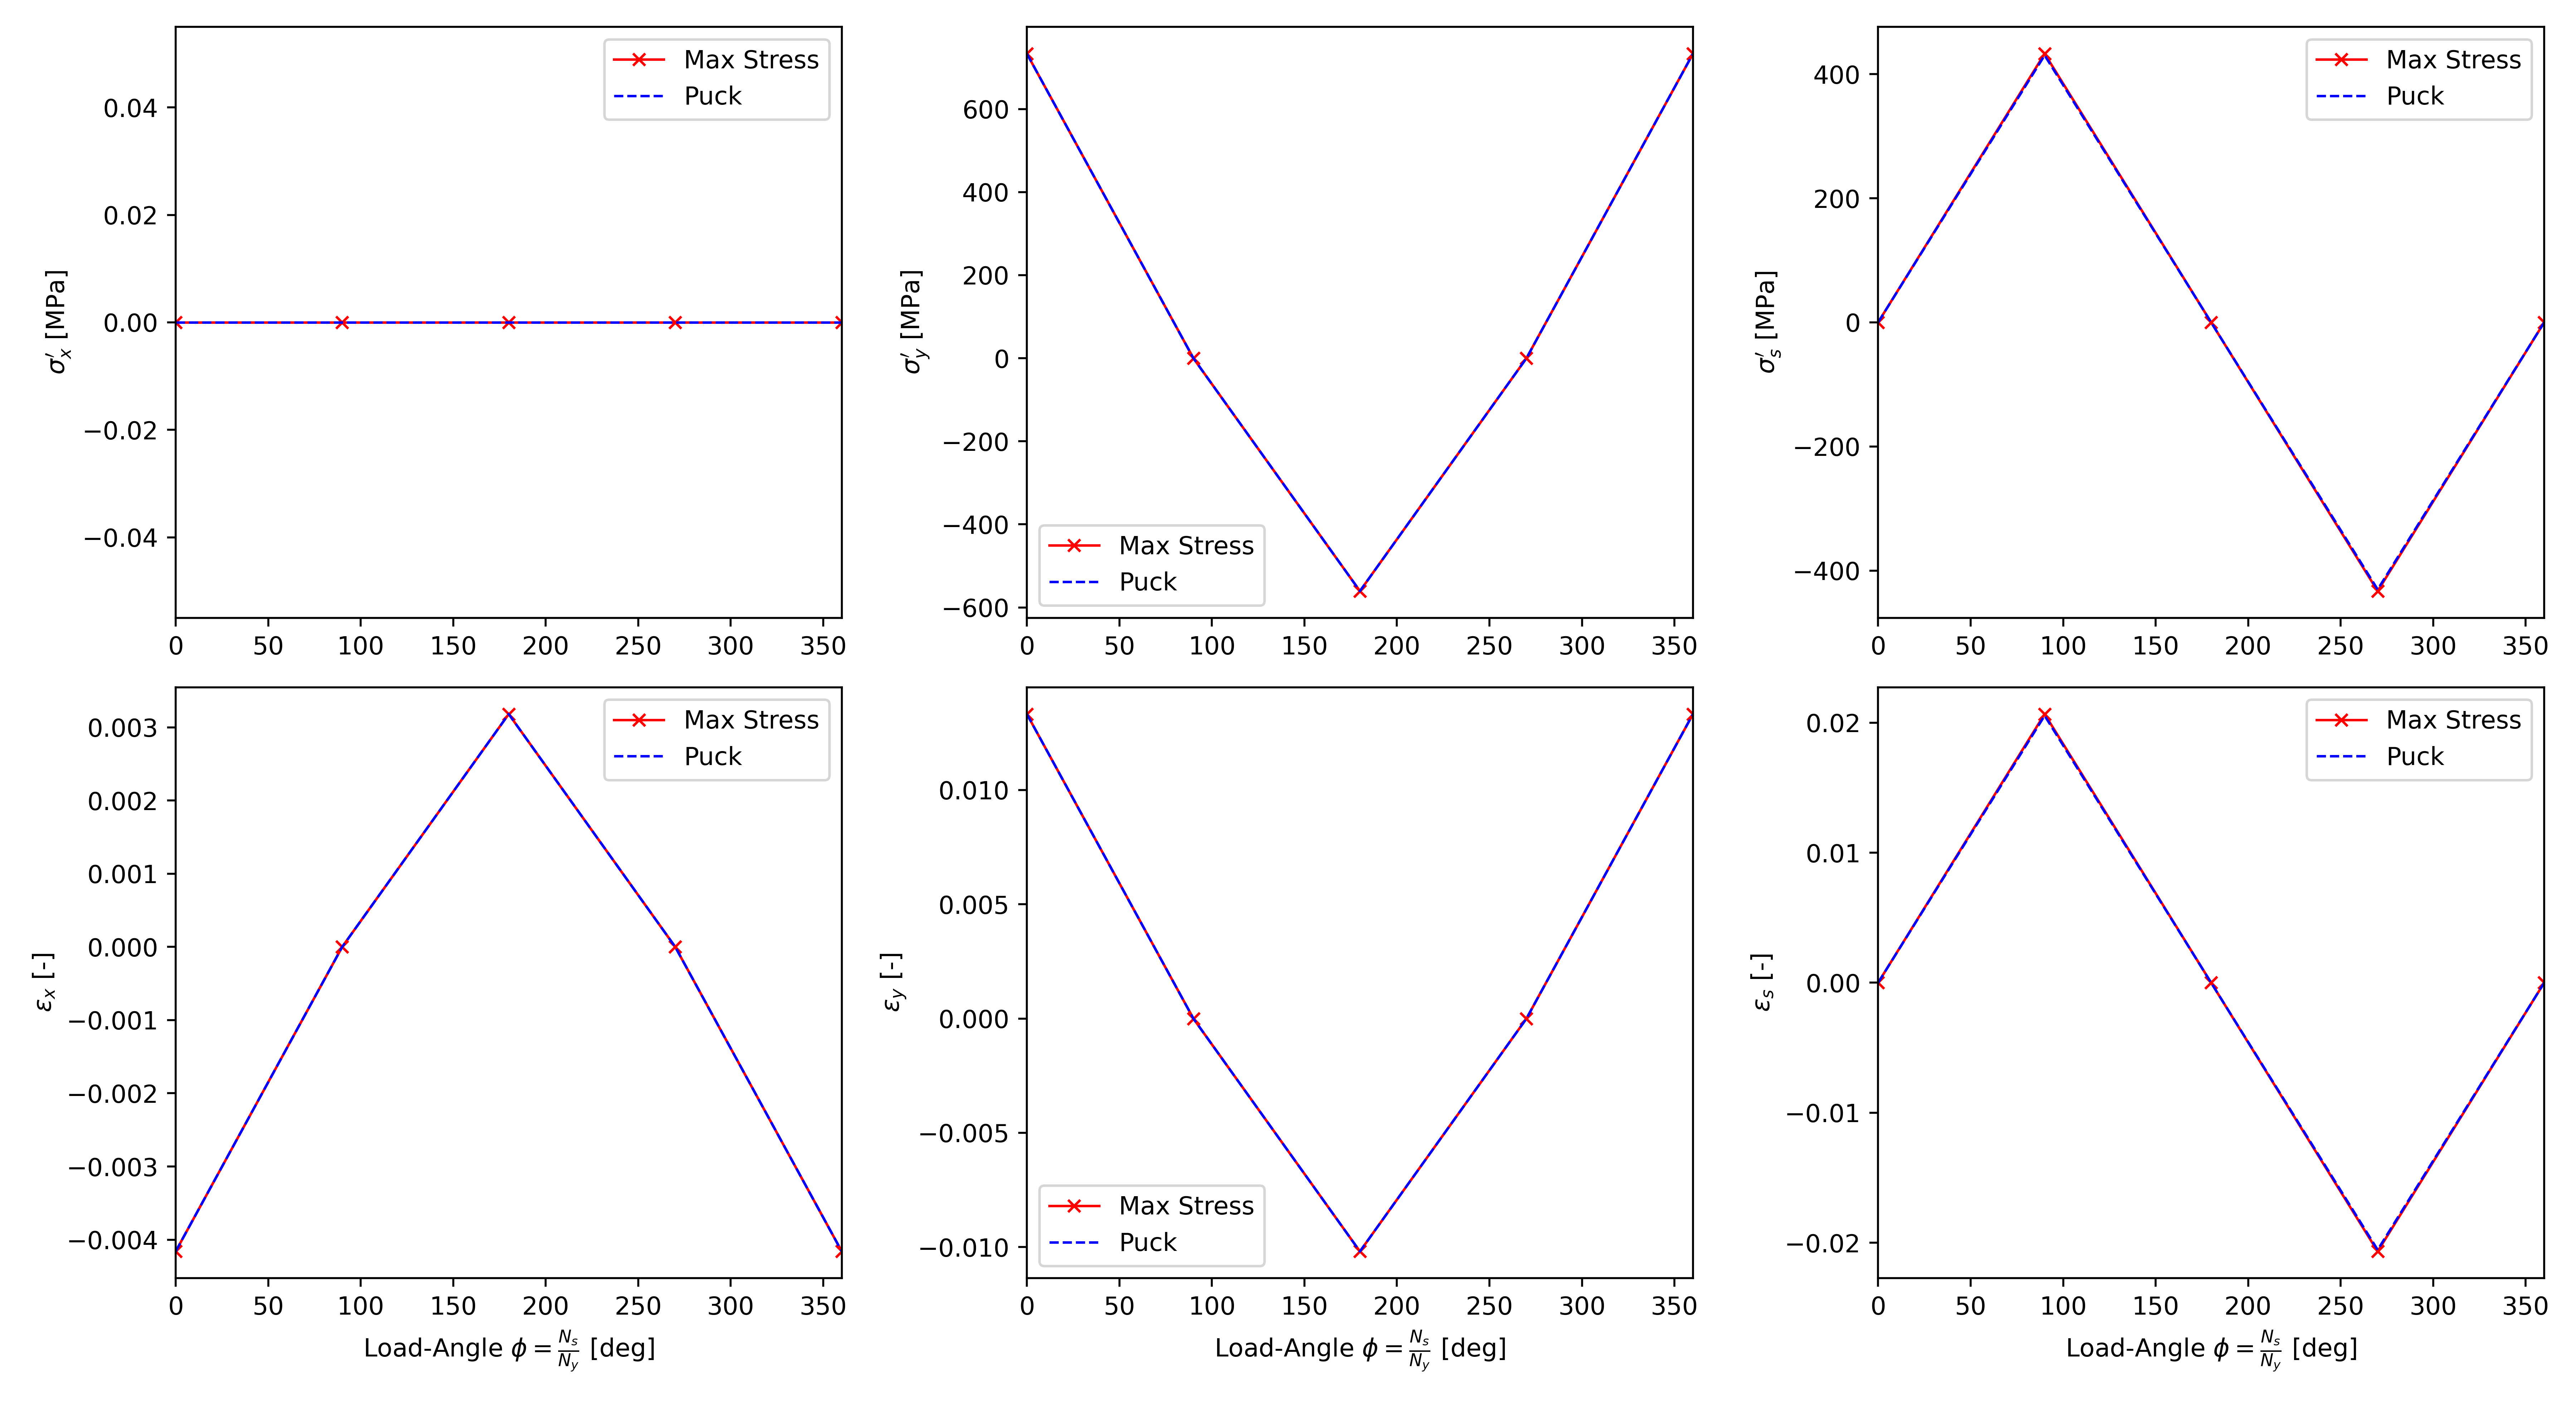 σ′x [MPa]
0.04
0.02
0.00
−0.02
−0.04
0 50 100 150 200 250 300 350
Max Stress
Puck
σ′y [MPa]
600
400
200
0
−200
−400
−600
0 50 100 150 200 250 300 350
Max Stress
Puck
σ′s [MPa]
400
200
0
−200
−400
0 50 100 150 200 250 300 350
Max Stress
Puck
εx [-]
0.003
0.002
0.001
0.000
−0.001
−0.002
−0.003
−0.004
0 50 100 150 200 250 300 350
Load-Angle ϕ = Ns/Ny [deg]
Max Stress
Puck
εy [-]
0.010
0.005
0.000
−0.005
−0.010
0 50 100 150 200 250 300 350
Load-Angle ϕ = Ns/Ny [deg]
Max Stress
Puck
εs [-]
0.02
0.01
0.00
−0.01
−0.02
0 50 100 150 200 250 300 350
Load-Angle ϕ = Ns/Ny [deg]
Max Stress
Puck